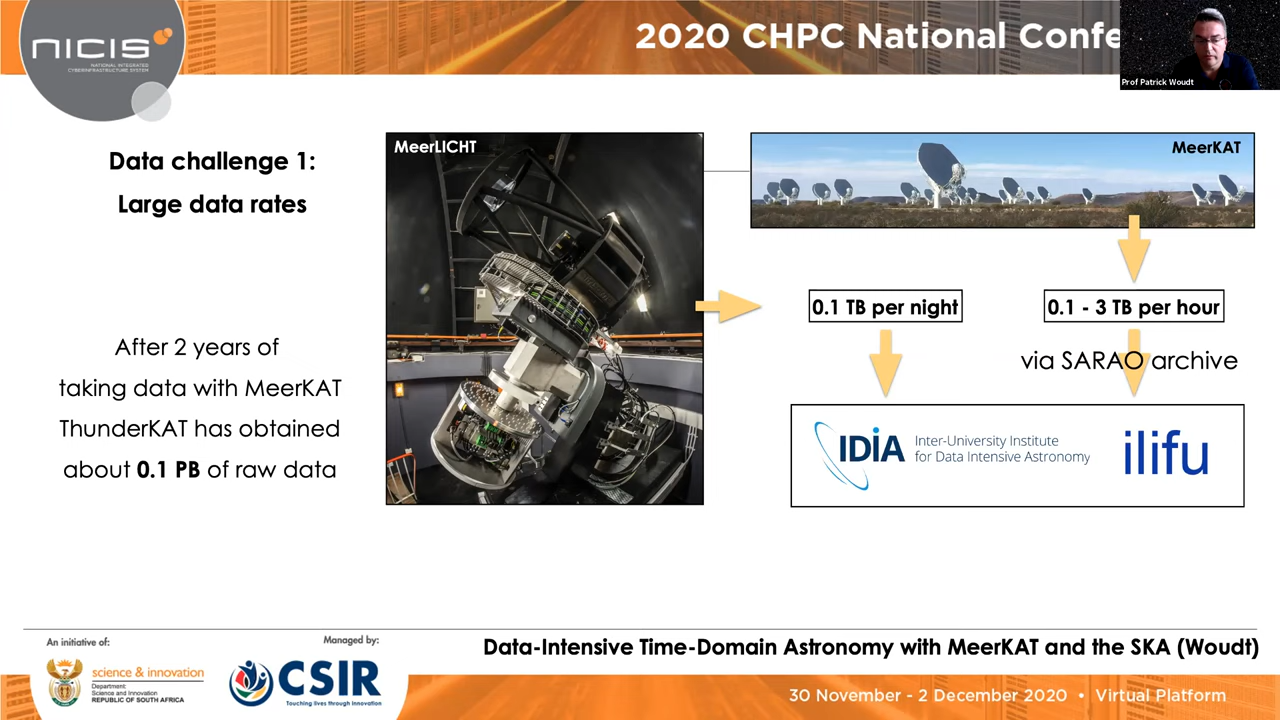 NICIS
NATIONAL INTEGRATED
CYBERINFRASTRUCTURE SYSTEM
2020 CHPC National Confe
Prof Patrick Woudt
Data challenge 1:
Large data rates
After 2 years of
taking data with MeerKAT
ThunderKAT has obtained
about 0.1 PB of raw data
MeerLICHT
MeerKAT
0.1 TB per night
0.1 - 3 TB per hour
via SARAO archive
IDIA
Inter-University Institute
for Data Intensive Astronomy
ilifu
Data-Intensive Time-Domain Astronomy with MeerKAT and the SKA (Woudt)
An initiative of:
science & innovation
Department:
Science and Innovation
REPUBLIC OF SOUTH AFRICA
Managed by:
CSIR
Touching lives through innovation
30 November - 2 December 2020 • Virtual Platform